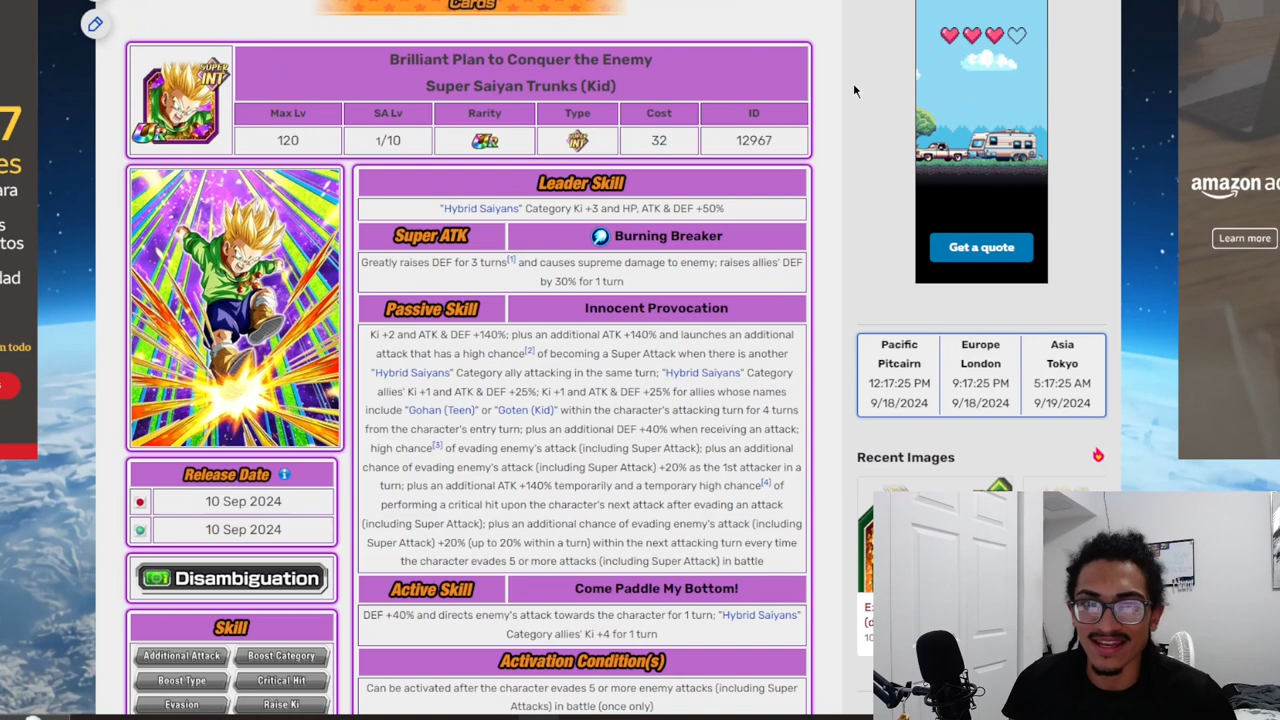 Cards
Brilliant Plan to Conquer the Enemy
Super Saiyan Trunks (Kid)
SUPER INT
Max Lv
SA Lv
Rarity
Type
Cost
ID
120
1/10
32
12967
Leader Skill
"Hybrid Saiyans" Category Ki +3 and HP, ATK & DEF +50%
Super ATK
Burning Breaker
Greatly raises DEF for 3 turns[1] and causes supreme damage to enemy; raises allies' DEF
by 30% for 1 turn
Passive Skill
Innocent Provocation
Ki +2 and ATK & DEF +140%; plus an additional ATK +140% and launches an additional
attack that has a high chance[2] of becoming a Super Attack when there is another
"Hybrid Saiyans" Category ally attacking in the same turn; "Hybrid Saiyans" Category
allies' Ki +1 and ATK & DEF +25%; Ki +1 and ATK & DEF +25% for allies whose names
include "Gohan (Teen)" or "Goten (Kid)" within the character's attacking turn for 4 turns
from the character's entry turn; plus an additional DEF +40% when receiving an attack;
high chance[3] of evading enemy's attack (including Super Attack); plus an additional
chance of evading enemy's attack (including Super Attack) +20% as the 1st attacker in a
turn; plus an additional ATK +140% temporarily and a temporary high chance[4] of
performing a critical hit upon the character's next attack after evading an attack
(including Super Attack); plus an additional chance of evading enemy's attack (including
Super Attack) +20% (up to 20% within a turn) within the next attacking turn every time
the character evades 5 or more attacks (including Super Attack) in battle
Active Skill
Come Paddle My Bottom!
DEF +40% and directs enemy's attack towards the character for 1 turn; "Hybrid Saiyans"
Category allies' Ki +4 for 1 turn
Activation Condition(s)
Can be activated after the character evades 5 or more enemy attacks (including Super
Attacks) in battle (once only)
Release Date
10 Sep 2024
10 Sep 2024
Disambiguation
Skill
Additional Attack
Boost Category
Boost Type
Critical Hit
Evasion
Raise Ki
Get a quote
Pacific
Pitcairn
12:17:25 PM
9/18/2024
Europe
London
9:17:25 PM
9/18/2024
Asia
Tokyo
5:17:25 AM
9/19/2024
Recent Images
amazon
Learn more
7
es
ara
s
tos
dad
n todo